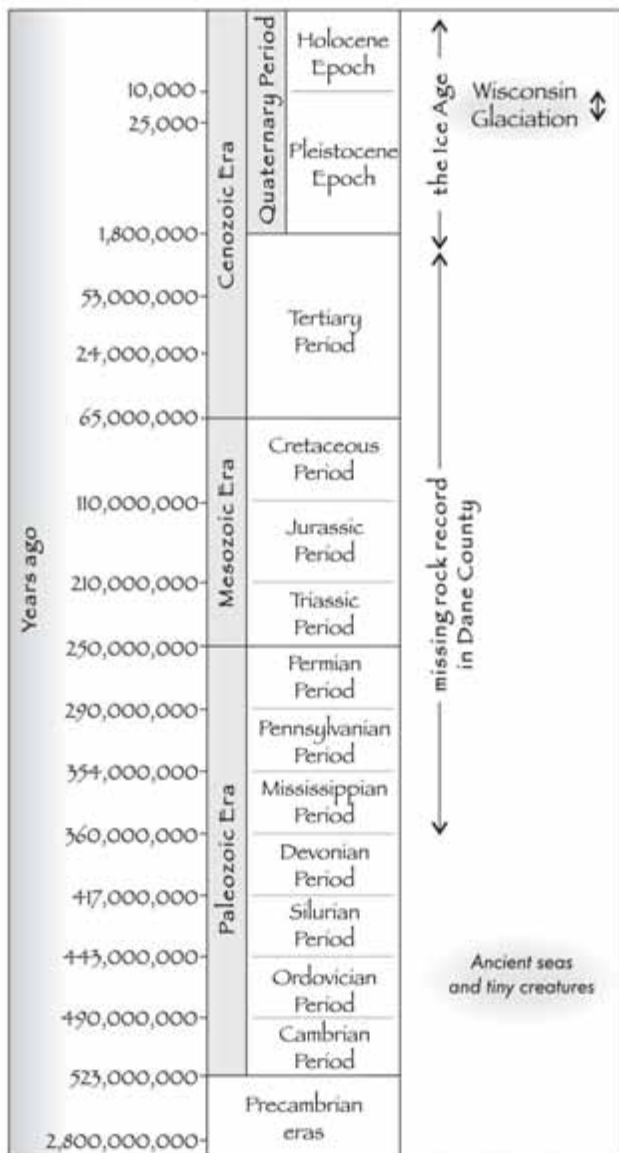 Holocene
Epoch
10,000
25,000
Pleistocene
Epoch
Quaternary Period
the Ice Age
Wisconsin
Glaciation
1,800,000
Cenozoic Era
53,000,000
Tertiary
Period
24,000,000
65,000,000
Cretaceous
Period
110,000,000
Mesozoic Era
Jurassic
Period
210,000,000
Triassic
Period
250,000,000
Years ago
missing rock record
in Dane County
Permian
Period
290,000,000
Pennsylvanian
Period
354,000,000
Mississippian
Period
360,000,000
Paleozoic Era
Devonian
Period
417,000,000
Silurian
Period
443,000,000
Ordovician
Period
Ancient seas
and tiny creatures
490,000,000
Cambrian
Period
523,000,000
Precambrian
eras
2,800,000,000